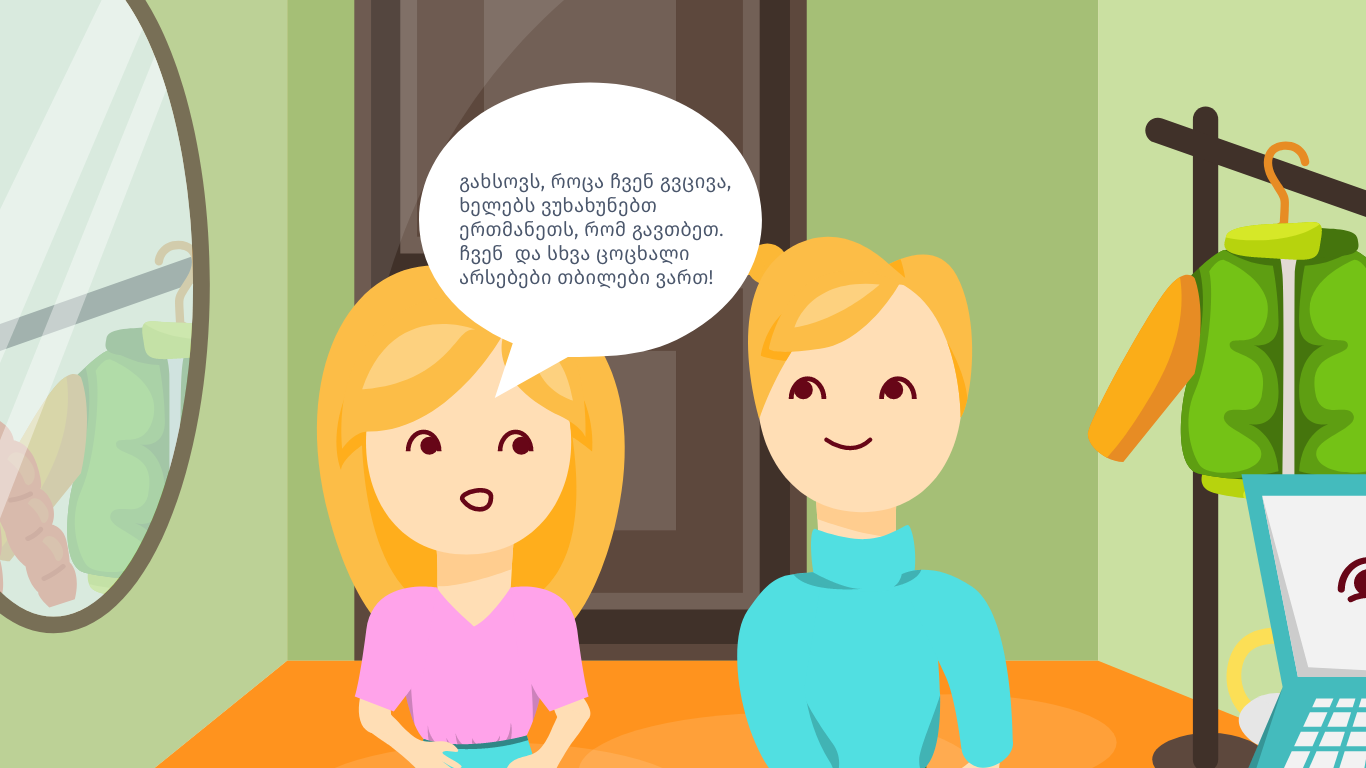 გახსოვს, როცა ჩვენ გვცივა,
ხელებს ვუხახუნებთ
ერთმანეთს, რომ გავთბეთ.
ჩვენ  და სხვა ცოცხალი
არსებები თბილები ვართ!